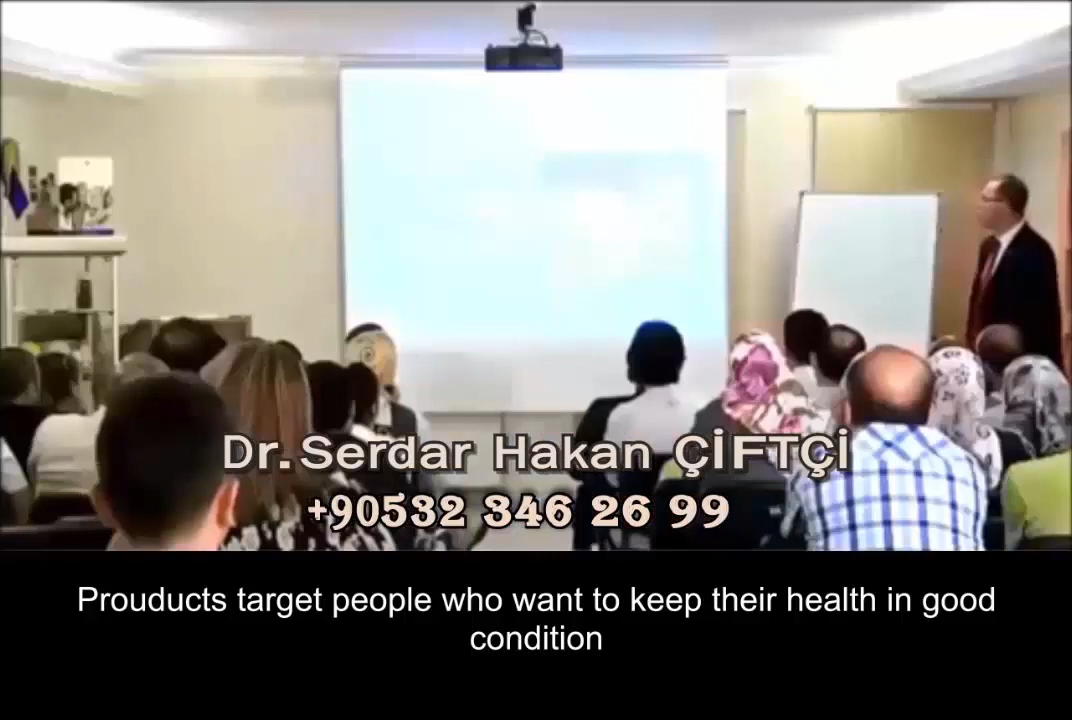 Dr. Serdar Hakan ÇİFTÇİ
+90532 346 26 99
Prouducts target people who want to keep their health in good
condition